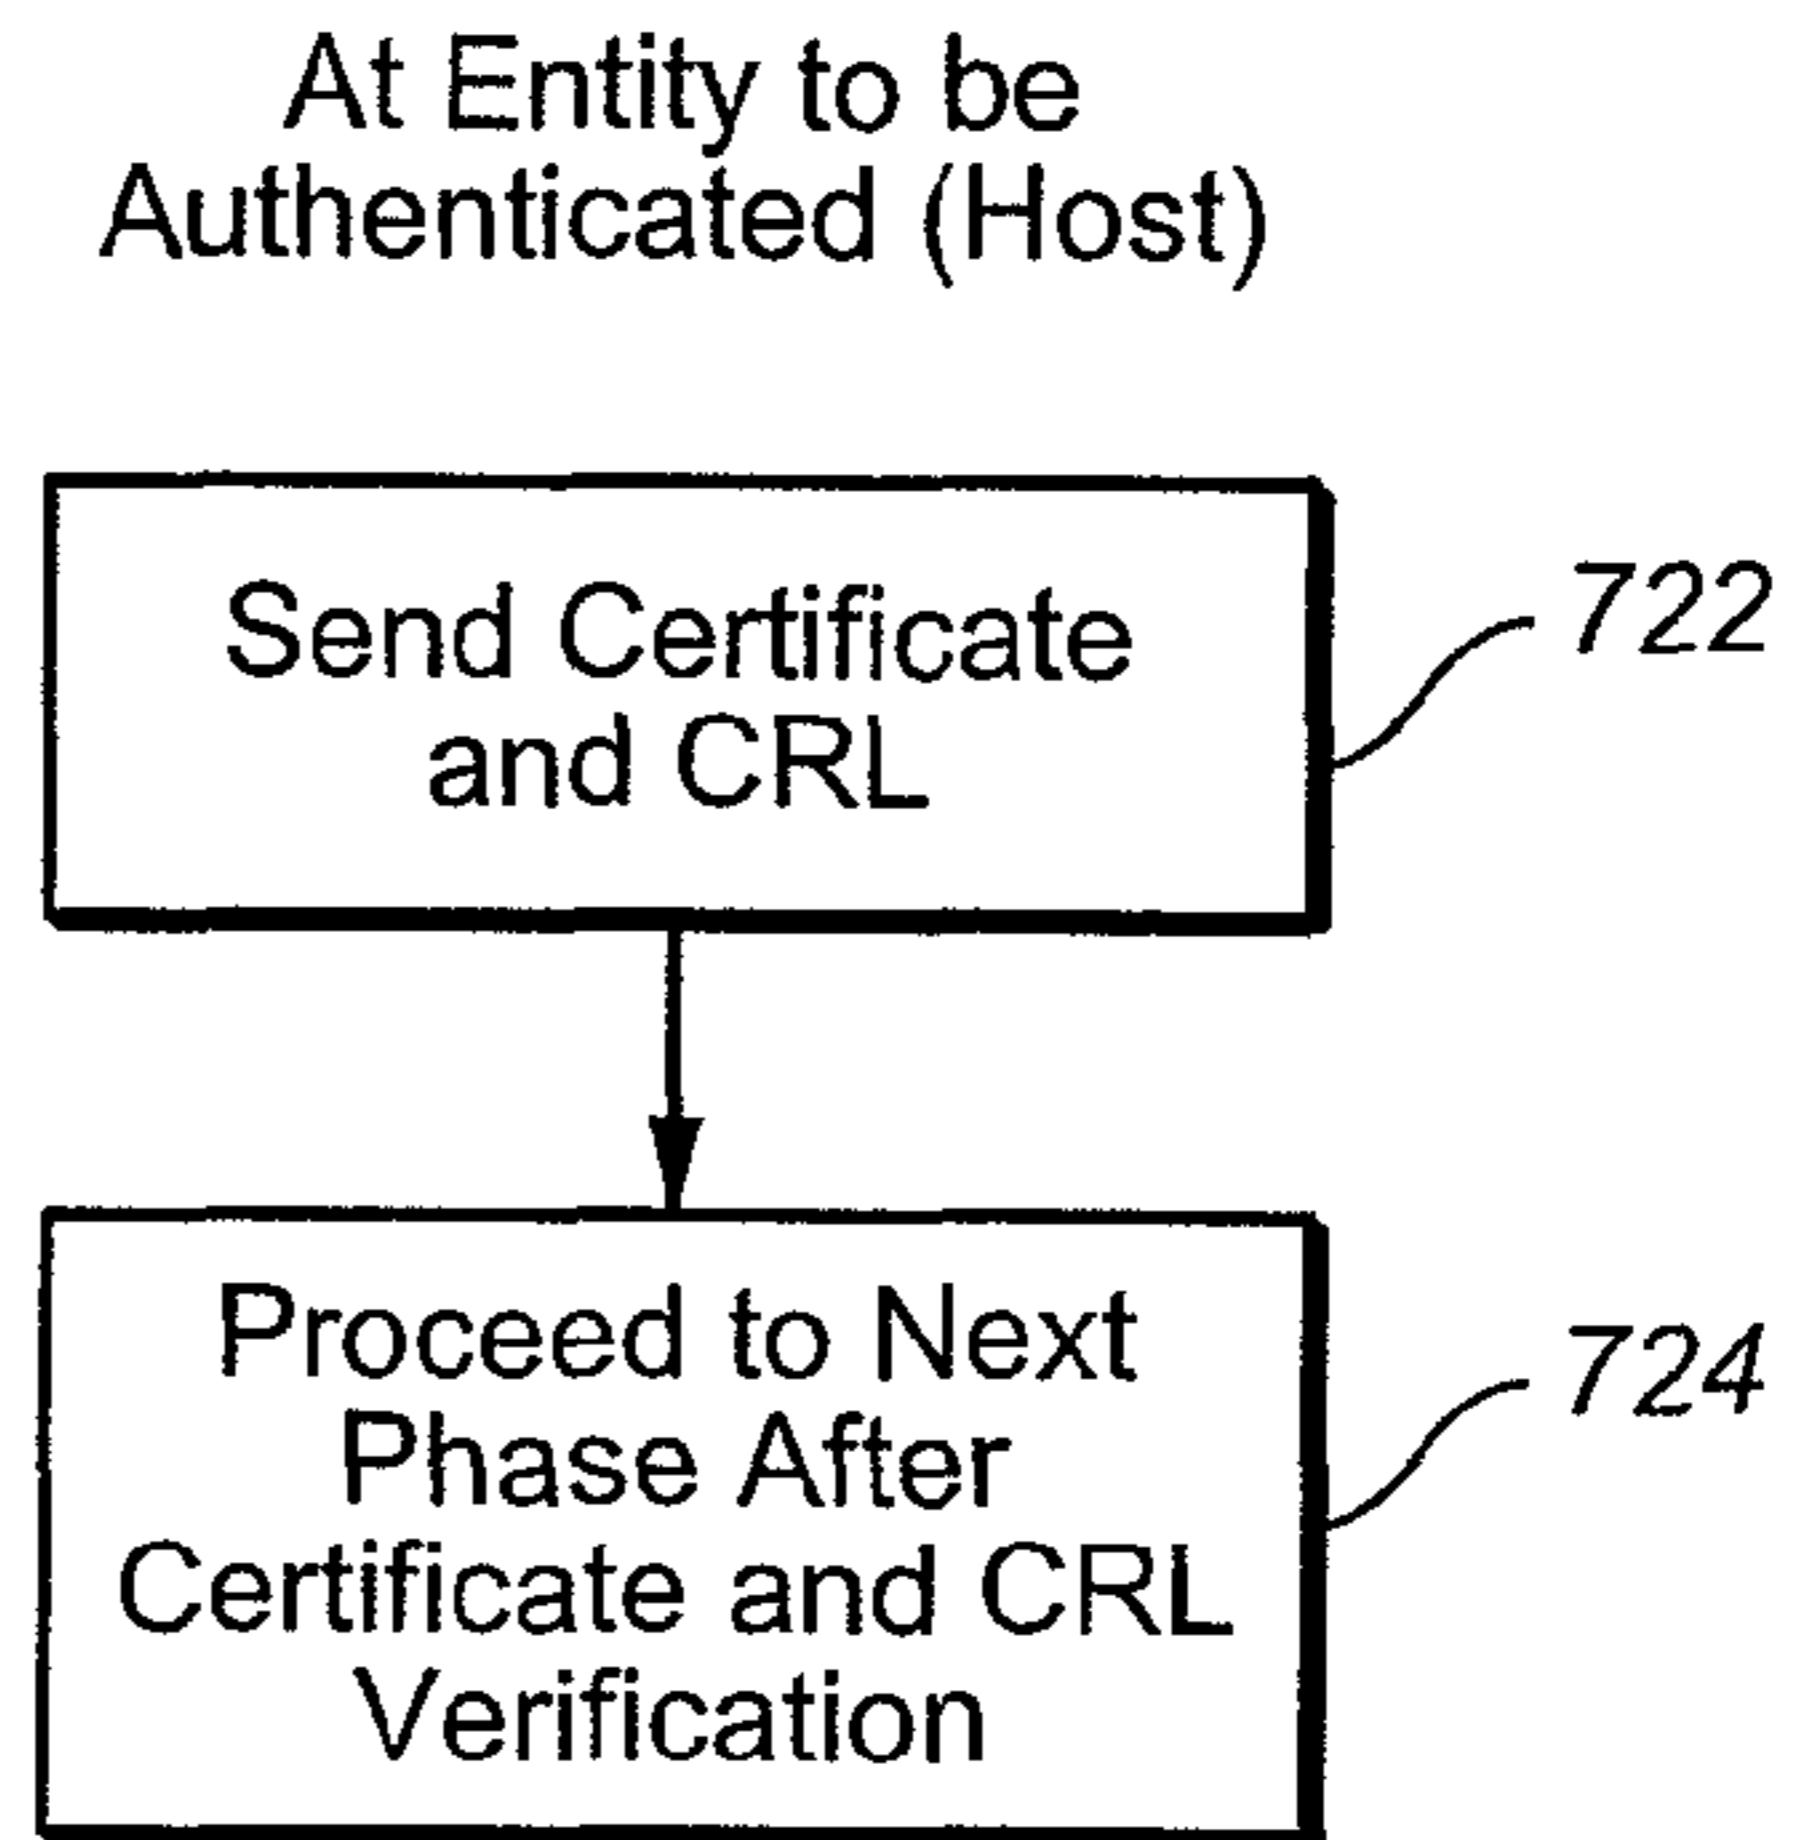 At Entity to be
Authenticated (Host)
Send Certificate
and CRL
722
Proceed to Next
Phase After
Certificate and CRL
Verification
724